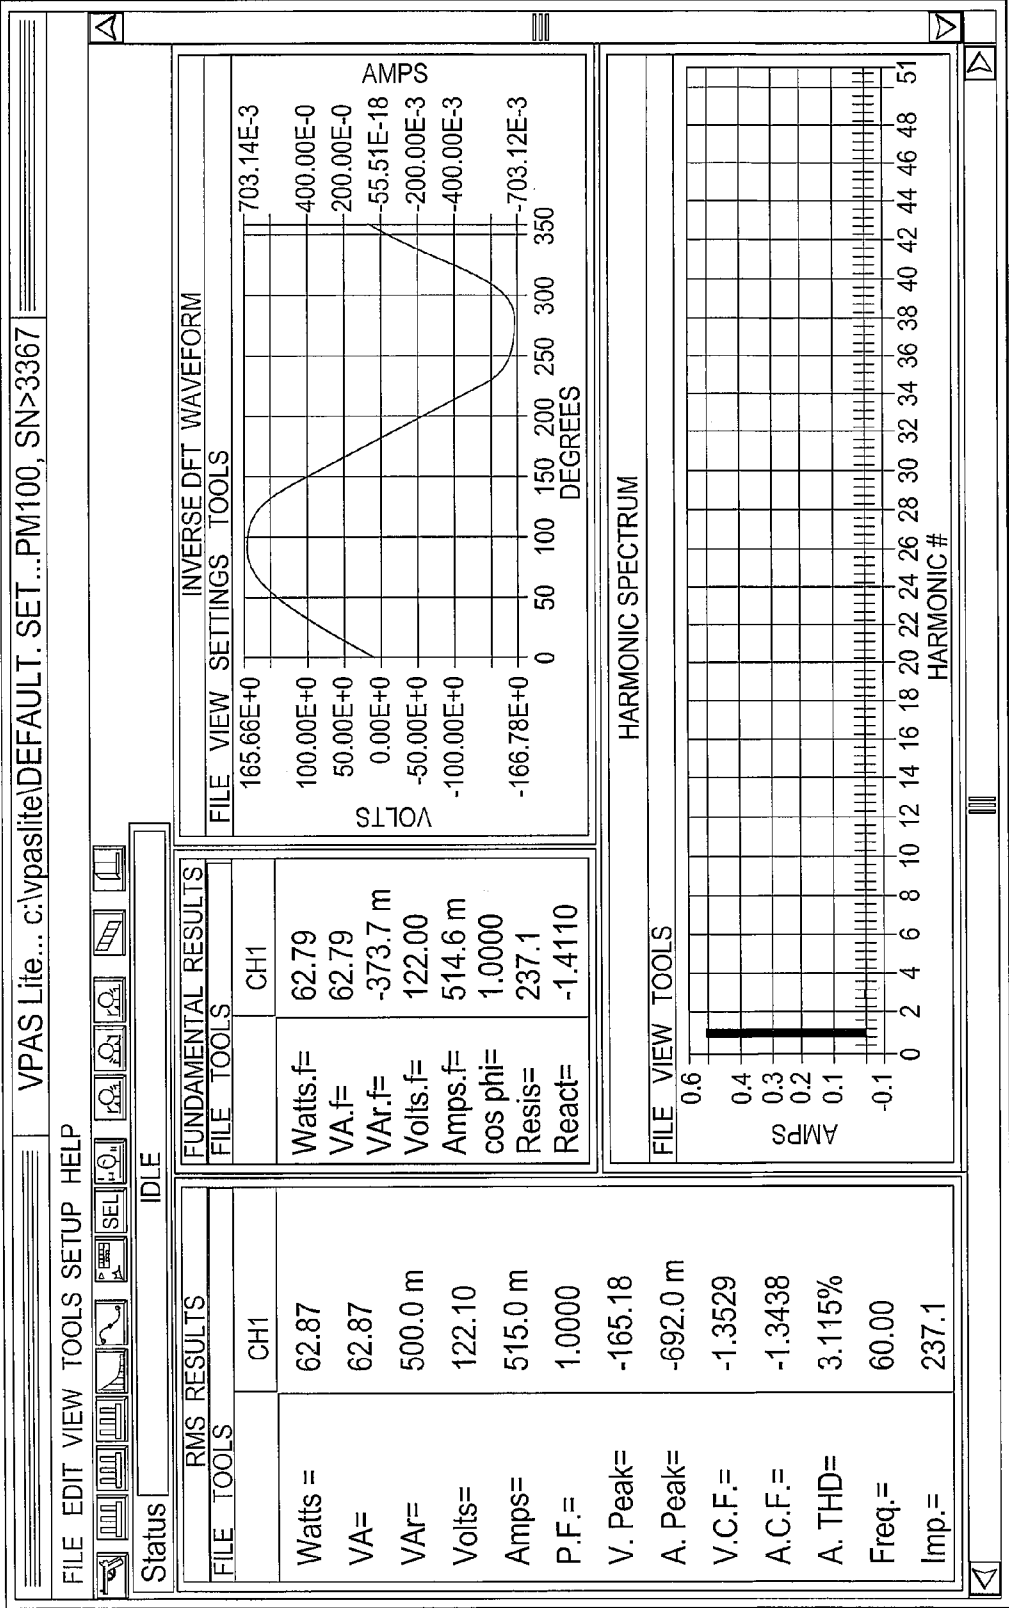 VPAS Lite... c:\vpaslite\DEFAULT. SET...PM100, SN>3367
FILE EDIT VIEW TOOLS SETUP HELP
SEL
Status IDLE
RMS RESULTS
FILE TOOLS
CH1
Watts = 62.87
VA= 62.87
VAr= 500.0 m
Volts= 122.10
Amps= 515.0 m
P.F.= 1.0000
V. Peak= -165.18
A. Peak= -692.0 m
V.C.F.= -1.3529
A.C.F.= -1.3438
A. THD= 3.115%
Freq.= 60.00
Imp.= 237.1
FUNDAMENTAL RESULTS
FILE TOOLS
CH1
Watts.f= 62.79
VA.f= 62.79
VAr.f= -373.7 m
Volts.f= 122.00
Amps.f= 514.6 m
cos phi= 1.0000
Resis= 237.1
React= -1.4110
INVERSE DFT WAVEFORM
FILE VIEW SETTINGS TOOLS
VOLTS
165.66E+0
100.00E+0
50.00E+0
0.00E+0
-50.00E+0
-100.00E+0
-166.78E+0
AMPS
703.14E-3
400.00E-0
200.00E-0
-55.51E-18
-200.00E-3
-400.00E-3
-703.12E-3
0 50 100 150 200 250 300 350
DEGREES
HARMONIC SPECTRUM
FILE VIEW TOOLS
AMPS
0.6
0.4
0.3
0.2
0.1
-0.1
0 2 4 6 8 10 12 14 16 18 20 22 24 26 28 30 32 34 36 38 40 42 44 46 48 51
HARMONIC#